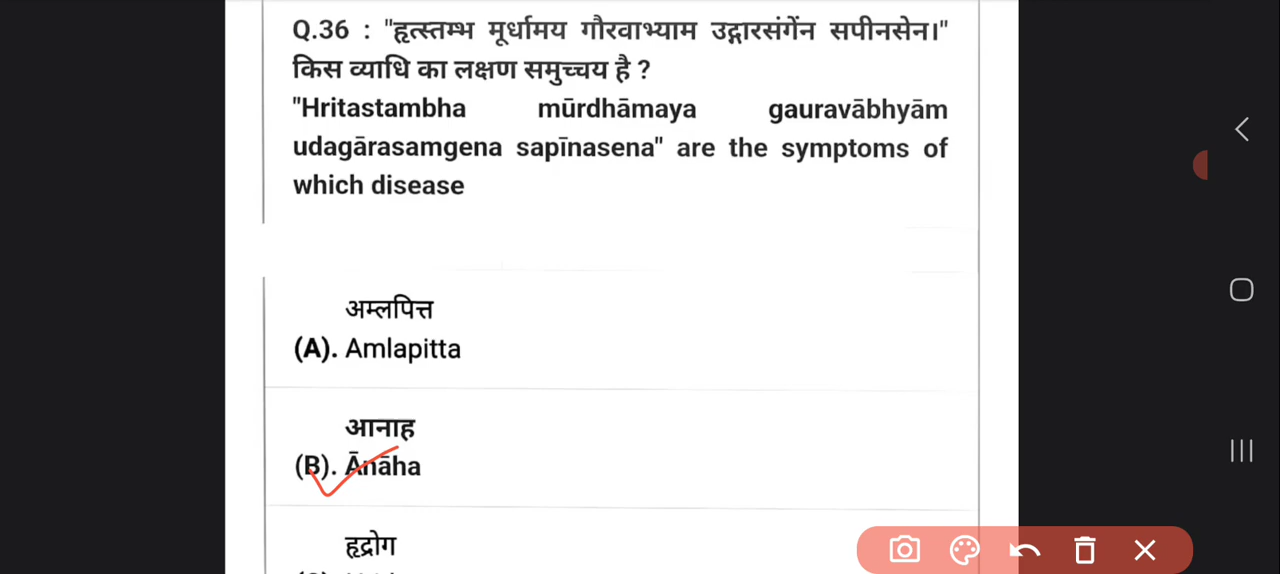 Q.36 : "हृत्स्तम्भ मूर्धामय गौरवाभ्याम उद्गारसंगेंन सपीनसेन।"
किस व्याधि का लक्षण समुच्चय है ?
"Hritastambha mūrdhāmaya gauravābhyām
udagārasamgena sapīnasena" are the symptoms of
which disease
अम्लपित्त
(A). Amlapitta
आनाह
(B). Ānāha
हृद्रोग